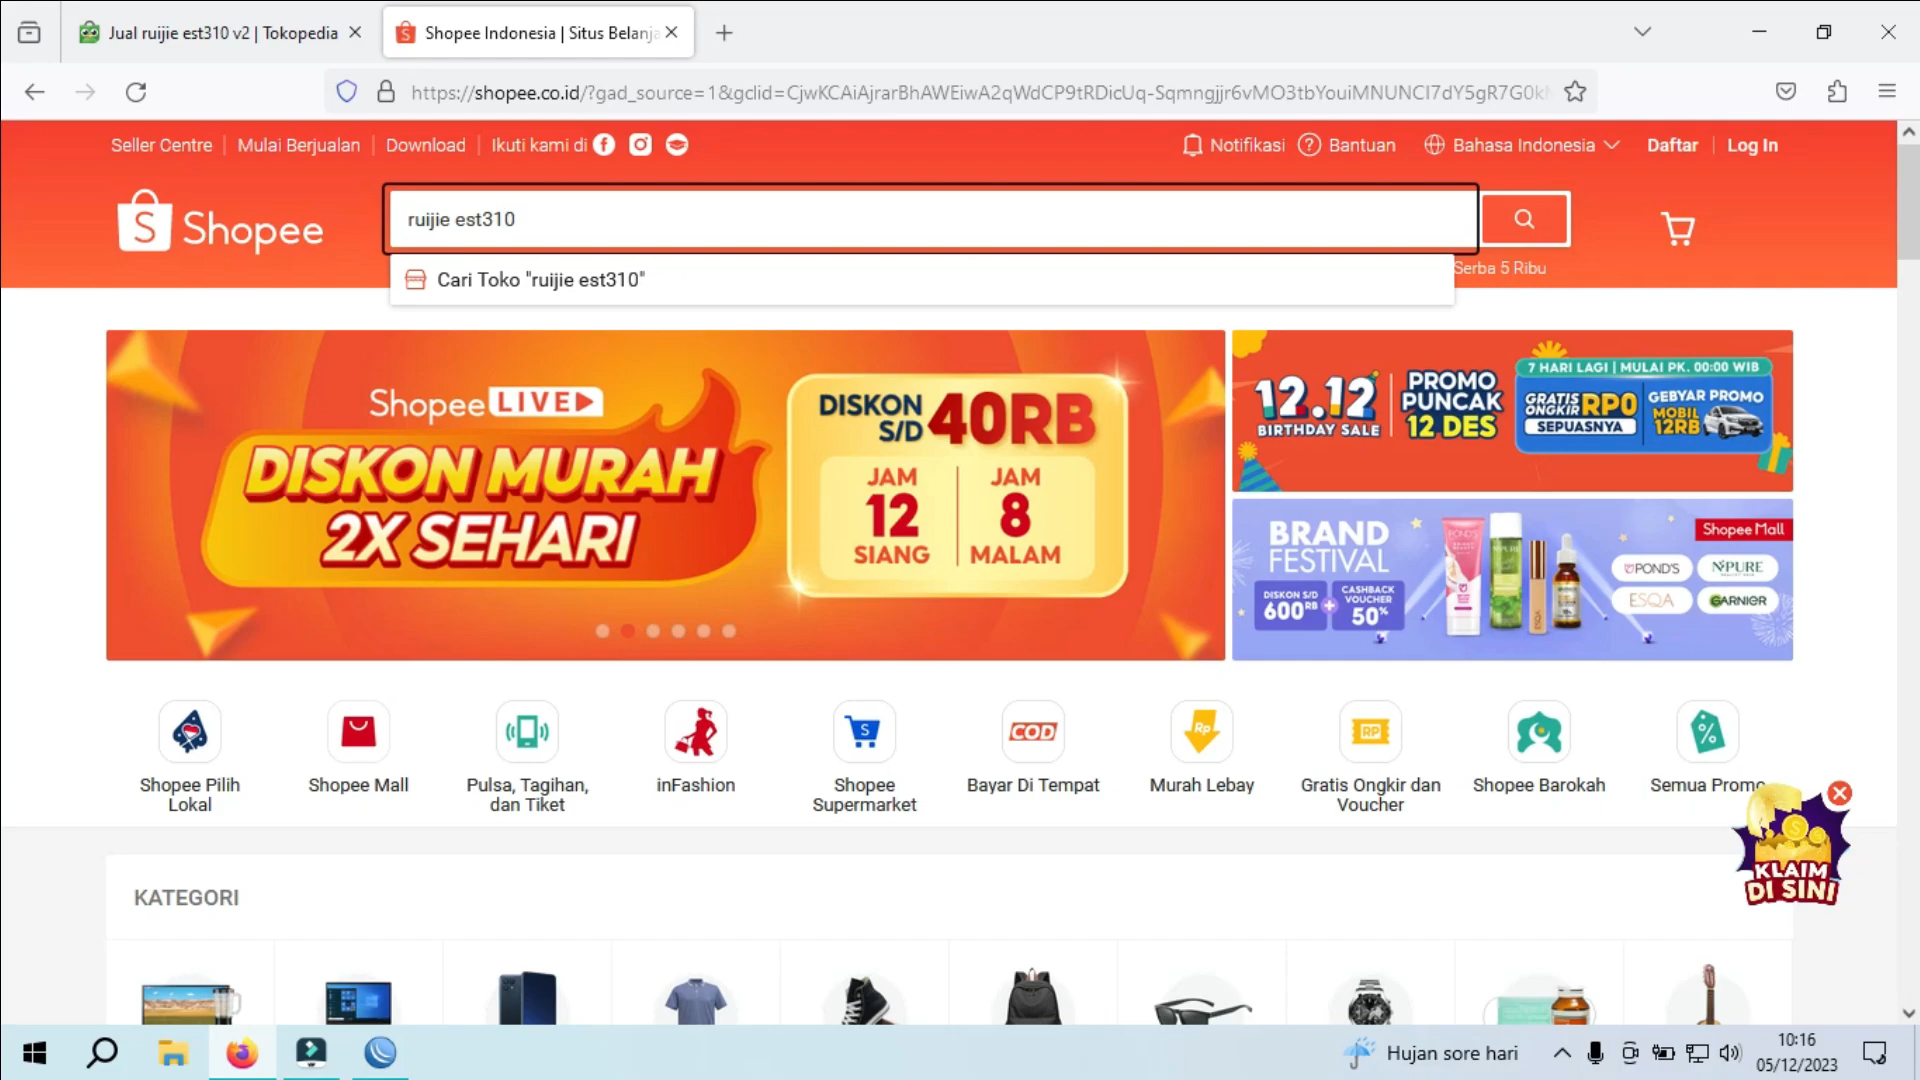 Jual ruijie est310 v2 | Tokopedia
Shopee Indonesia | Situs Belanja
https://shopee.co.id/?gad_source=1&gclid=CjwKCAiAjrarBhAWEiwA2qWdCP9tRDicUq-Sqmngjjr6vMO3tbYouiMNUNCI7dY5gR7G0k
Seller Centre
Mulai Berjualan
Download
Ikuti kami di
Notifikasi
Bantuan
Bahasa Indonesia
Daftar
Log In
Shopee
ruijie est310
Cari Toko "ruijie est310"
Serba 5 Ribu
Shopee LIVE
DISKON MURAH
2X SEHARI
DISKON
S/D 40RB
JAM
12
SIANG
JAM
8
MALAM
12.12
BIRTHDAY SALE
PROMO
PUNCAK
12 DES
7 HARI LAGI | MULAI PK. 00:00 WIB
GRATIS
ONGKIR RP0
SEPUASNYA
GEBYAR PROMO
MOBIL
12RB
BRAND
FESTIVAL
DISKON S/D
600RB
+
CASHBACK
VOUCHER
50%
Shopee Mall
POND'S
N'PURE
ESQA
GARNIER
Shopee Pilih
Lokal
Shopee Mall
Pulsa, Tagihan,
dan Tiket
inFashion
Shopee
Supermarket
COD
Bayar Di Tempat
Rp
Murah Lebay
RP
Gratis Ongkir dan
Voucher
Shopee Barokah
Semua Promo
KLAIM
DI SINI
KATEGORI
Hujan sore hari
10:16
05/12/2023